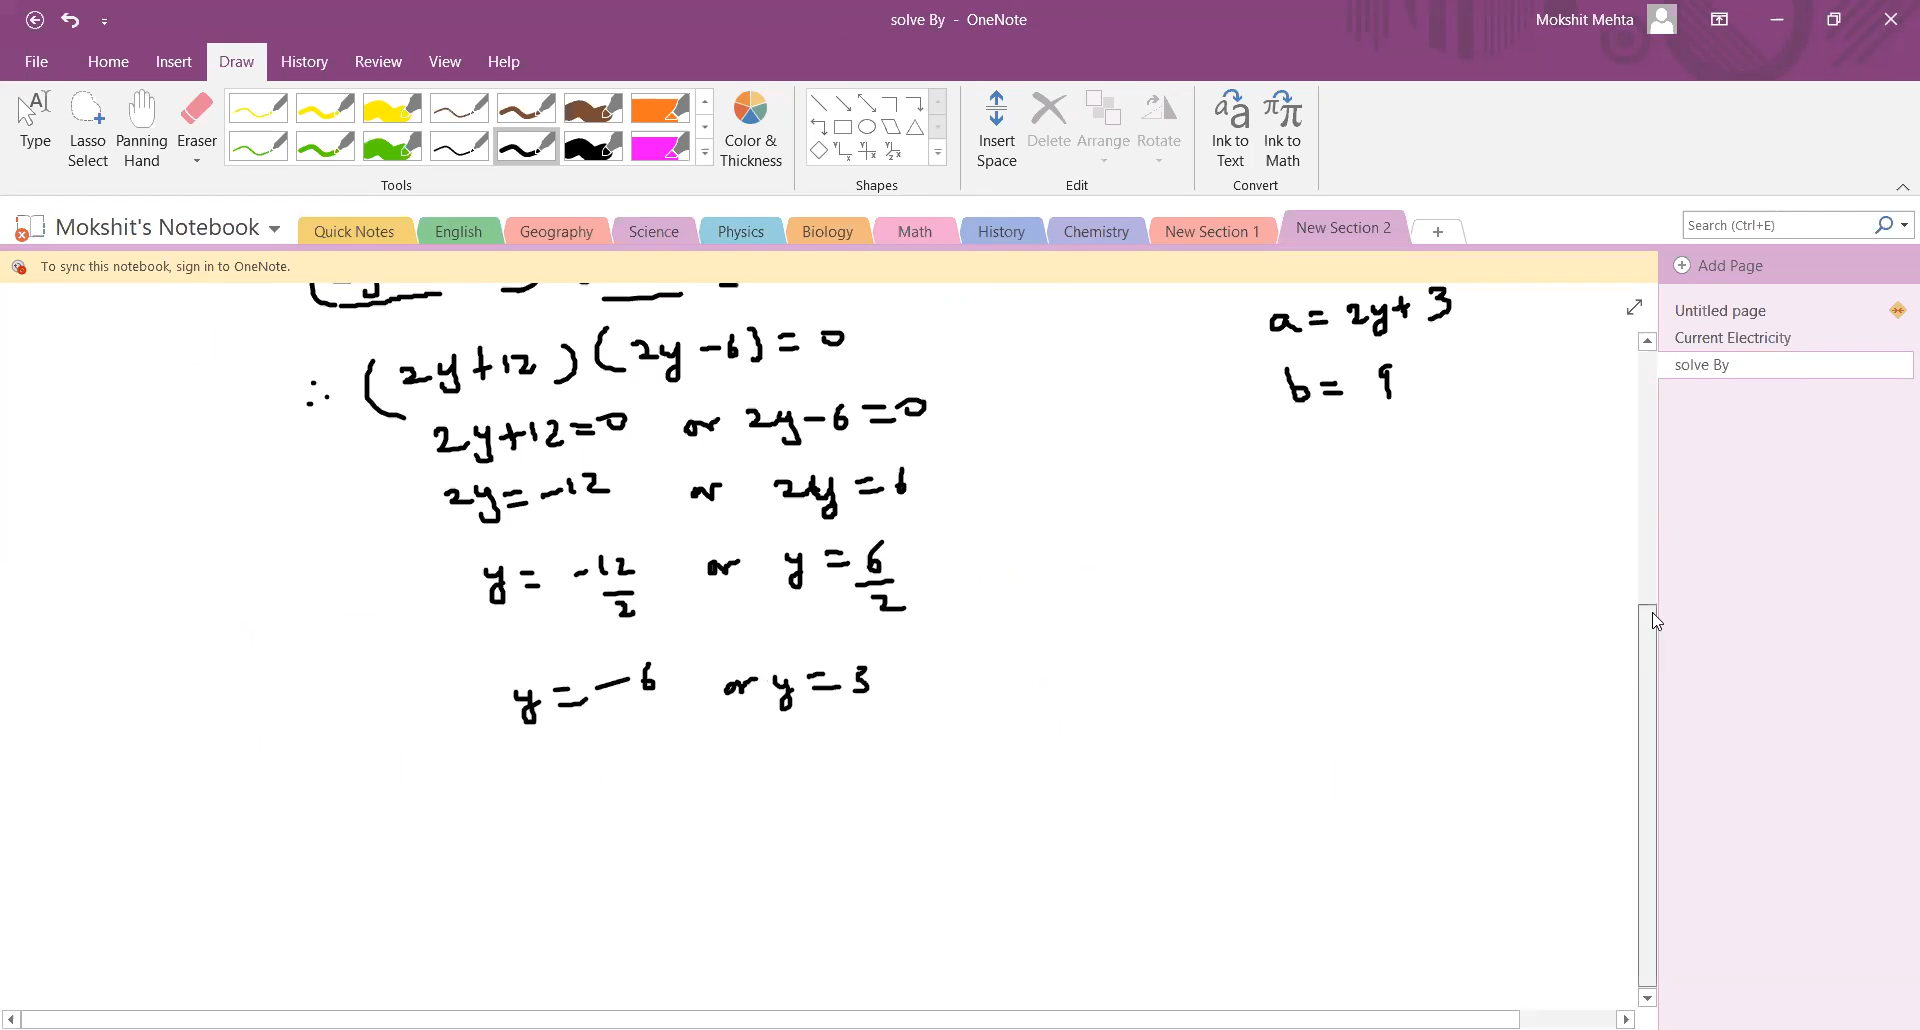 solve By - OneNote
Mokshit Mehta
File Home Insert Draw History Review View Help
Type
Lasso Select
Panning Hand
Eraser
Color & Thickness
Insert Space
Delete Arrange Rotate
Ink to Text
Ink to Math
Tools Shapes Edit Convert
Mokshit's Notebook
Quick Notes English Geography Science Physics Biology Math History Chemistry New Section 1 New Section 2 +
Search (Ctrl+E)
To sync this notebook, sign in to OneNote.
Add Page
Untitled page
Current Electricity
solve By
a = 2y + 3
b = 9
∴ (2y+12)(2y-6) = 0
2y+12=0 or 2y-6=0
2y=-12 or 2y=6
y = -12/2 or y = 6/2
y = -6 or y = 3